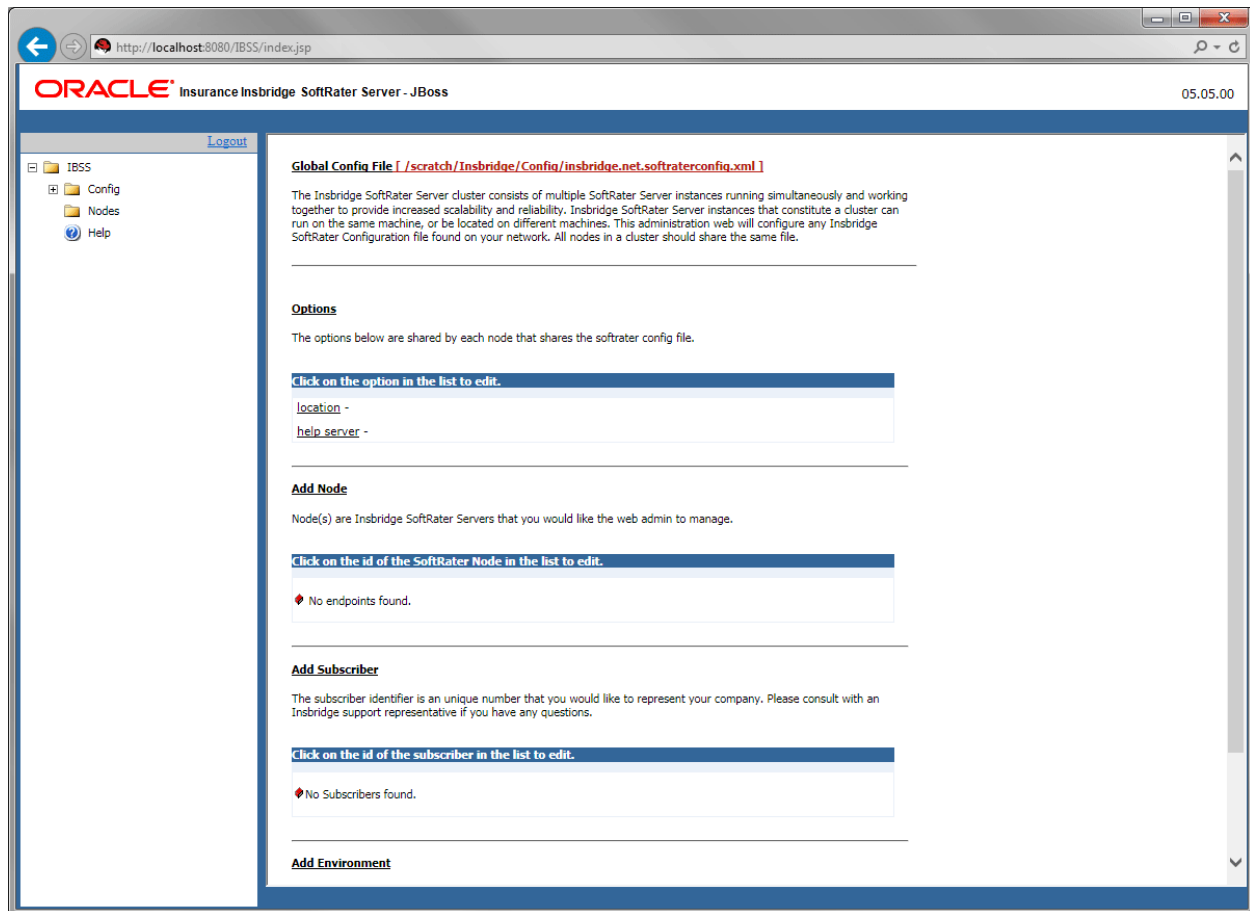 http://localhost:8080/IBSS/index.jsp
ORACLE® Insurance Insbridge SoftRater Server - JBoss
05.05.00
Logout
IBSS
Config
Nodes
Help
Global Config File [ /scratch/Insbridge/Config/insbridge.net.softraterconfig.xml ]
The Insbridge SoftRater Server cluster consists of multiple SoftRater Server instances running simultaneously and working
together to provide increased scalability and reliability. Insbridge SoftRater Server instances that constitute a cluster can
run on the same machine, or be located on different machines. This administration web will configure any Insbridge
SoftRater Configuration file found on your network. All nodes in a cluster should share the same file.
Options
The options below are shared by each node that shares the softrater config file.
Click on the option in the list to edit.
location -
help server -
Add Node
Node(s) are Insbridge SoftRater Servers that you would like the web admin to manage.
Click on the id of the SoftRater Node in the list to edit.
No endpoints found.
Add Subscriber
The subscriber identifier is an unique number that you would like to represent your company. Please consult with an
Insbridge support representative if you have any questions.
Click on the id of the subscriber in the list to edit.
No Subscribers found.
Add Environment